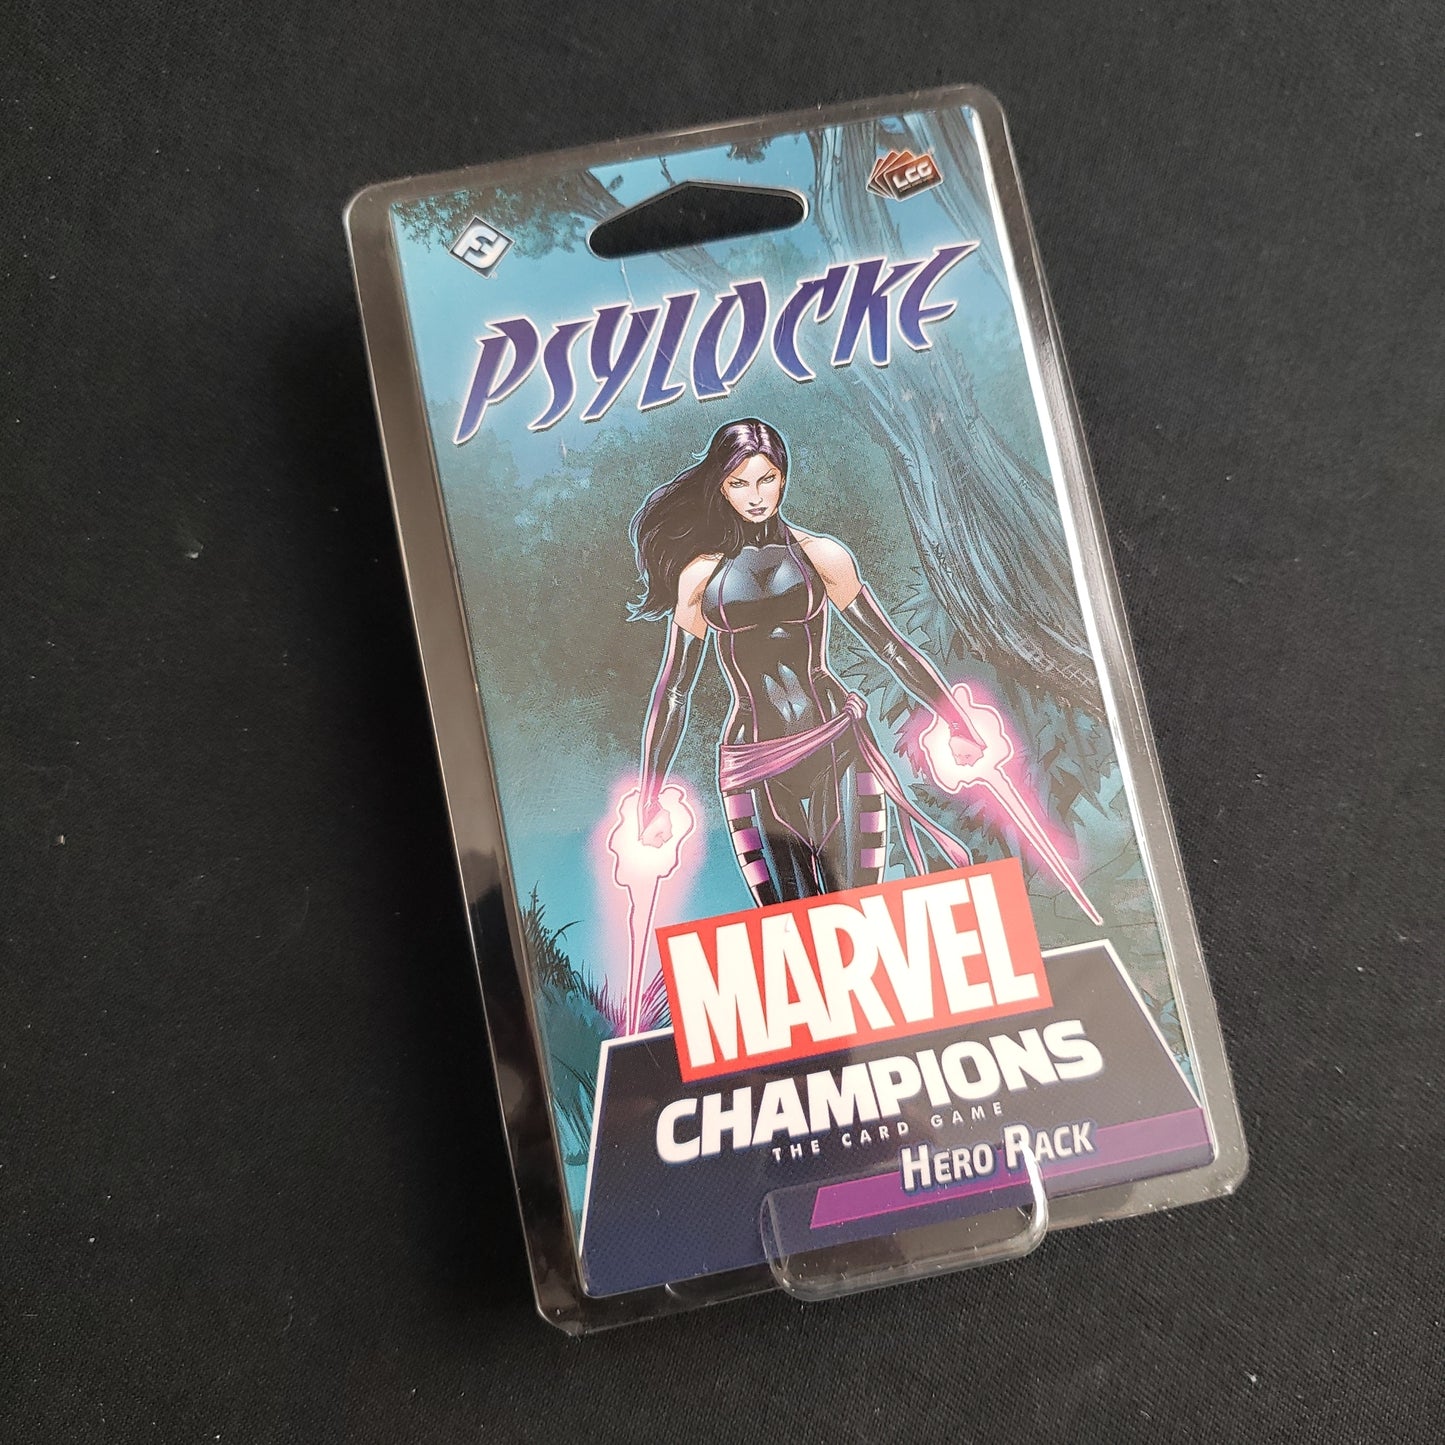 LCG
PSYLOCKE
MARVEL
CHAMPIONS
THE CARD GAME
HERO PACK